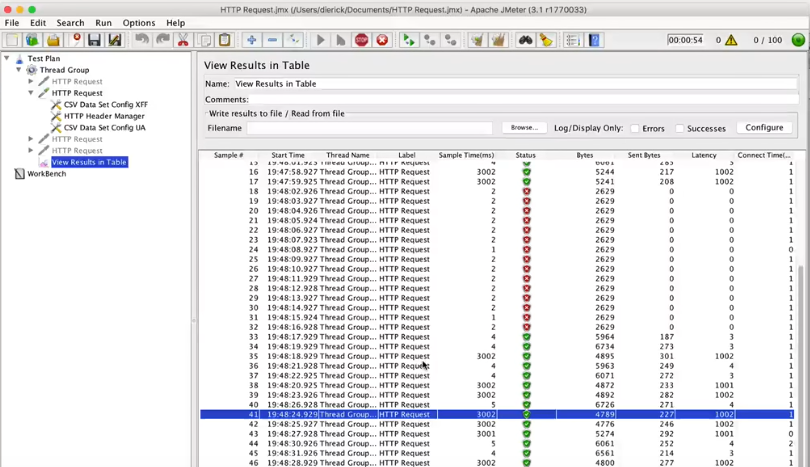 HTTP Request.jmx (/Users/dierick/Documents/HTTP Request.jmx) - Apache JMeter (3.1 r1770033)
File Edit Search Run Options Help
00:00:54 0 0 / 100
Test Plan
Thread Group
HTTP Request
HTTP Request
CSV Data Set Config XFF
HTTP Header Manager
CSV Data Set Config UA
HTTP Request
HTTP Request
View Results in Table
WorkBench
View Results in Table
Name: View Results in Table
Comments:
Write results to file / Read from file
Filename Browse... Log/Display Only: Errors Successes Configure
Sample # Start Time Thread Name Label Sample Time(ms) Status Bytes Sent Bytes Latency Connect Time(...
15 19:48:01.925 Thread Group... HTTP Request 4 6061 285 3 1
16 19:47:58.927 Thread Group... HTTP Request 3002 5244 217 1002 1
17 19:47:59.925 Thread Group... HTTP Request 3002 5241 208 1002 1
18 19:48:02.926 Thread Group... HTTP Request 2 2629 0 0 1
19 19:48:03.927 Thread Group... HTTP Request 2 2629 0 0 1
20 19:48:04.926 Thread Group... HTTP Request 2 2629 0 0 1
21 19:48:05.924 Thread Group... HTTP Request 2 2629 0 0 1
22 19:48:06.927 Thread Group... HTTP Request 2 2629 0 0 1
23 19:48:07.924 Thread Group... HTTP Request 2 2629 0 0 1
24 19:48:08.929 Thread Group... HTTP Request 1 2629 0 0 0
25 19:48:09.927 Thread Group... HTTP Request 2 2629 0 0 1
26 19:48:10.927 Thread Group... HTTP Request 2 2629 0 0 1
27 19:48:11.929 Thread Group... HTTP Request 2 2629 0 0 1
28 19:48:12.928 Thread Group... HTTP Request 2 2629 0 0 1
29 19:48:13.927 Thread Group... HTTP Request 2 2629 0 0 1
30 19:48:14.927 Thread Group... HTTP Request 2 2629 0 0 1
31 19:48:15.924 Thread Group... HTTP Request 1 2629 0 0 1
32 19:48:16.928 Thread Group... HTTP Request 2 2629 0 0 1
33 19:48:17.929 Thread Group... HTTP Request 4 5964 187 3 1
34 19:48:19.929 Thread Group... HTTP Request 4 6734 273 3 1
35 19:48:18.929 Thread Group... HTTP Request 3002 4895 301 1002 1
36 19:48:21.928 Thread Group... HTTP Request 4 5963 249 4 1
37 19:48:22.925 Thread Group... HTTP Request 4 6071 272 3 1
38 19:48:20.925 Thread Group... HTTP Request 3002 4872 233 1001 1
39 19:48:23.926 Thread Group... HTTP Request 3002 4892 282 1002 1
40 19:48:26.928 Thread Group... HTTP Request 5 6726 271 4 1
41 19:48:24.929 Thread Group... HTTP Request 3002 4789 227 1002 1
42 19:48:25.927 Thread Group... HTTP Request 3002 4776 246 1002 1
43 19:48:27.928 Thread Group... HTTP Request 3001 5274 292 1001 0
44 19:48:30.926 Thread Group... HTTP Request 5 6061 252 4 2
45 19:48:31.926 Thread Group... HTTP Request 4 6561 214 3 1
46 19:48:28.929 Thread Group... HTTP Request 3002 4800 277 1002 1